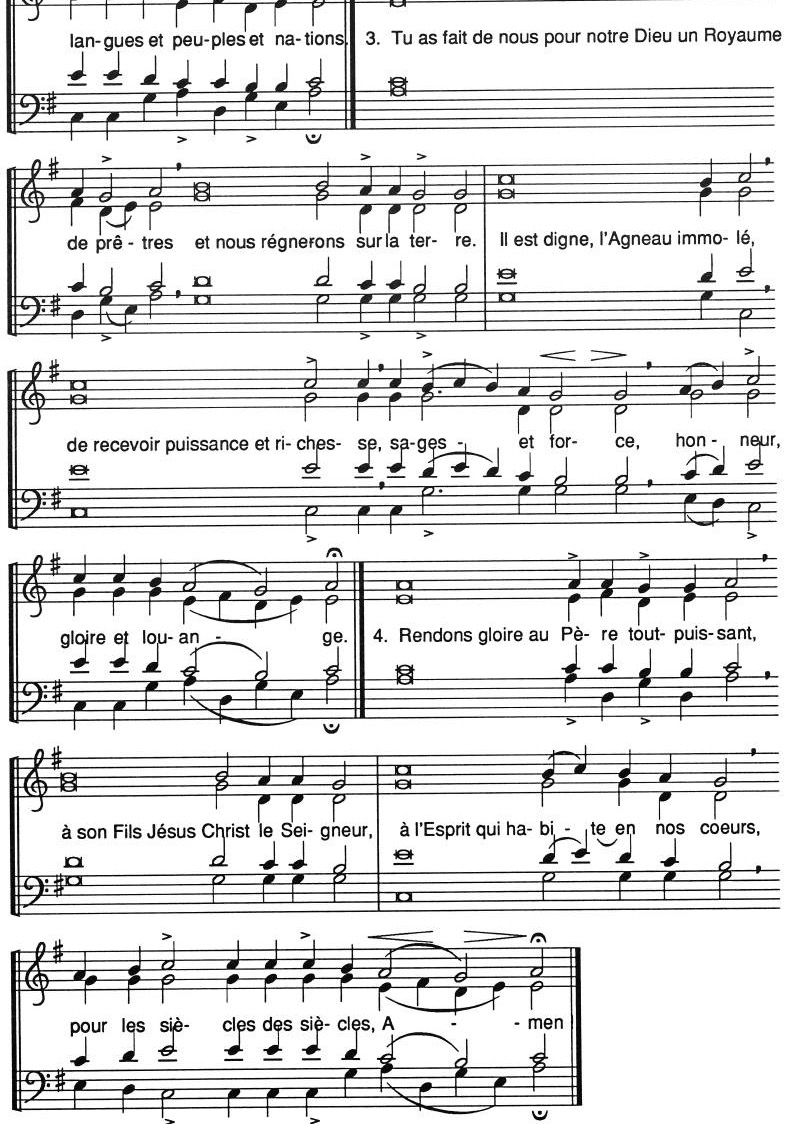 lan- gues et peu- ples et na- tions. 3. Tu as fait de nous pour notre Dieu un Royaume
de prê - tres et nous régnerons sur la ter- re. Il est digne, l'Agneau immo- lé,
de recevoir puissance et ri- ches- se, sa- ges - et for- ce, hon - neur,
gloire et lou- an - ge. 4. Rendons gloire au Pè- re tout- puis- sant,
à son Fils Jésus Christ le Sei- gneur, à l'Esprit qui ha- bi - te en nos coeurs,
pour les siè- cles des siè- cles, A - - men